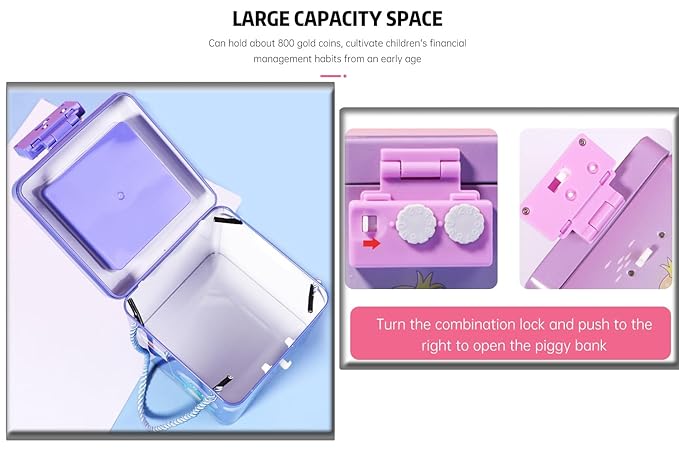 LARGE CAPACITY SPACE
Can hold about 800 gold coins, cultivate children's financial
management habits from an early age
Turn the combination lock and push to the
right to open the piggy bank